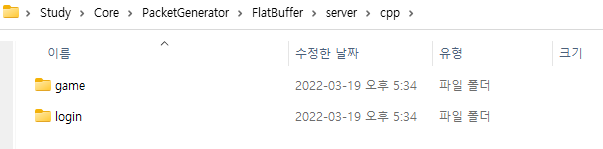 Study > Core > PacketGenerator > FlatBuffer > server > cpp >
이름 수정한 날짜 유형 크기
game 2022-03-19 오후 5:34 파일 폴더
login 2022-03-19 오후 5:34 파일 폴더